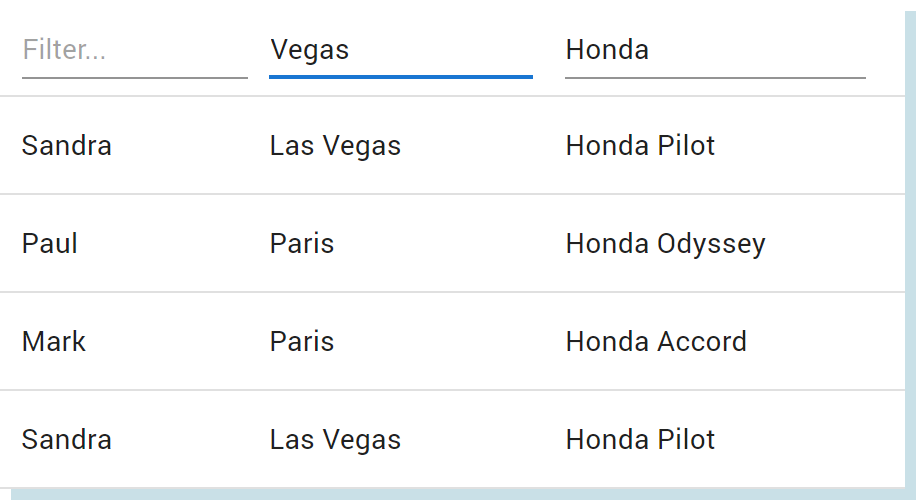 Filter... Vegas Honda
Sandra Las Vegas Honda Pilot
Paul Paris Honda Odyssey
Mark Paris Honda Accord
Sandra Las Vegas Honda Pilot